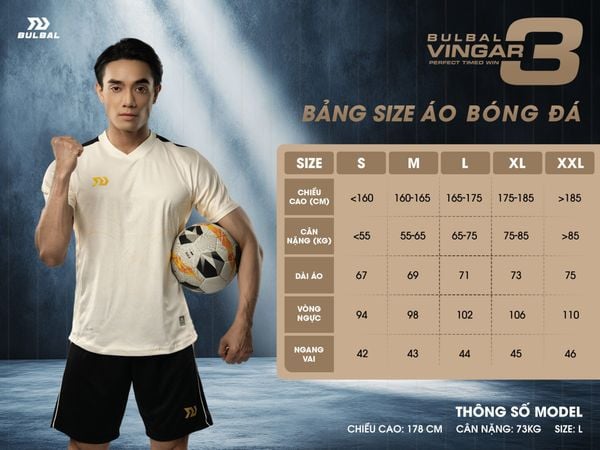 BULBAL
BULBAL
VINGAR 3
PERFECT TIMED WIN
BẢNG SIZE ÁO BÓNG ĐÁ
SIZE S M L XL XXL
CHIỀU
CAO (CM) <160 160-165 165-175 175-185 >185
CÂN
NẶNG (KG) <55 55-65 65-75 75-85 >85
DÀI ÁO 67 69 71 73 75
VÒNG
NGỰC 94 98 102 106 110
NGANG
VAI 42 43 44 45 46
THÔNG SỐ MODEL
CHIỀU CAO: 178 CM CÂN NẶNG: 73KG SIZE: L